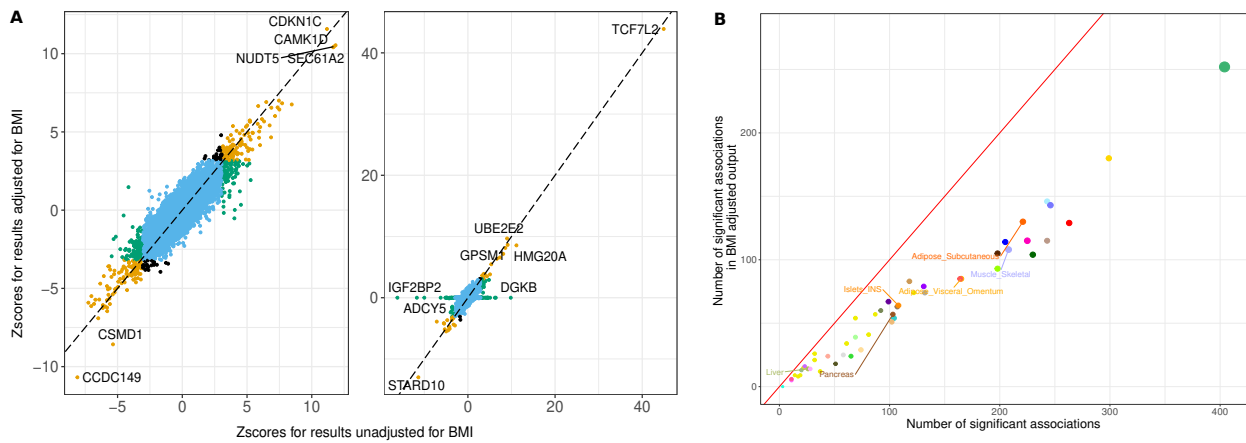 A
Zscores for results adjusted for BMI
10
5
0
−5
−10
CDKN1C
CAMK1D
NUDT5 SEC61A2
CSMD1
CCDC149
−5
0
5
10
40
20
0
TCF7L2
UBE2E2
GPSM1
HMG20A
IGF2BP2
DGKB
ADCY5
STARD10
0
20
40
Zscores for results unadjusted for BMI
B
Number of significant associations
in BMI adjusted output
200
100
0
Adipose_Subcutaneous
Muscle_Skeletal
Islets_INS
Adipose_Visceral_Omentum
Liver
Pancreas
0
100
200
300
400
Number of significant associations